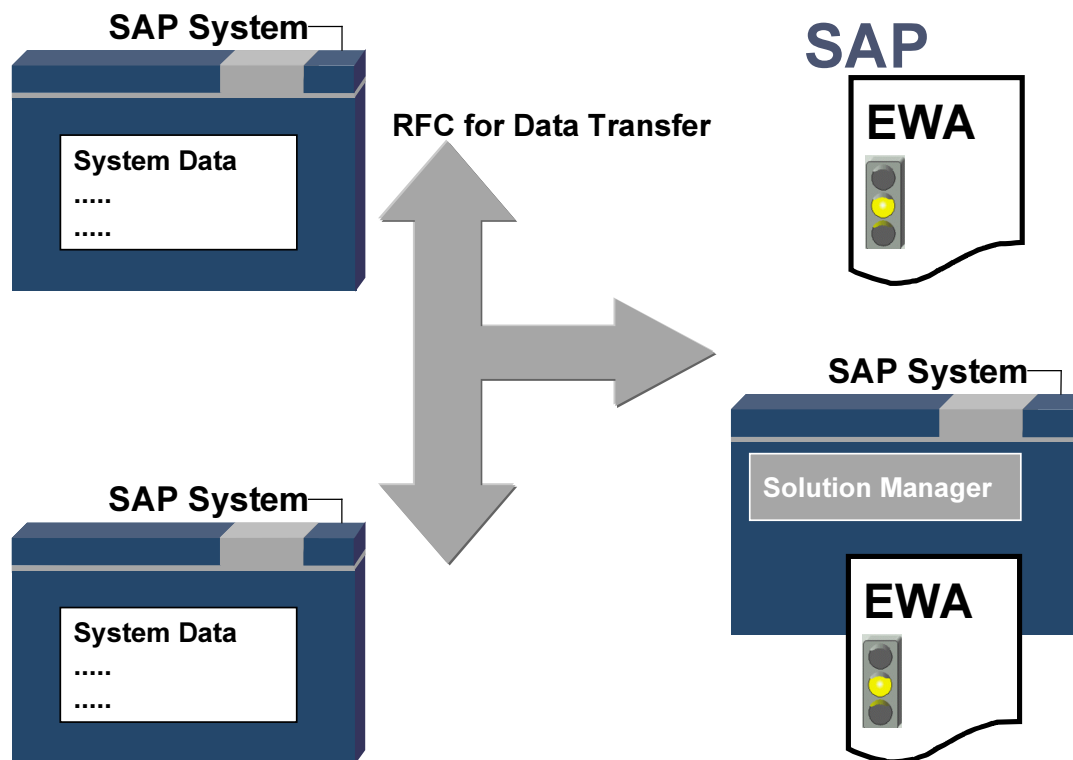 SAP System
System Data
.....
.....
RFC for Data Transfer
SAP
EWA
SAP System
Solution Manager
EWA
SAP System
System Data
.....
.....